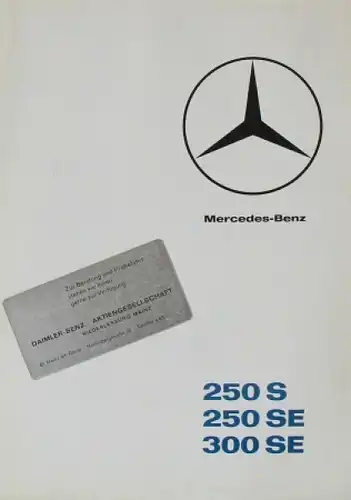 Mercedes-Benz
Zur Beratung und Probefahrt
stehen wir Ihnen
gerne zur Verfügung
DAIMLER-BENZ AKTIENGESELLSCHAFT
NIEDERLASSUNG MAINZ
250 S
250 SE
300 SE